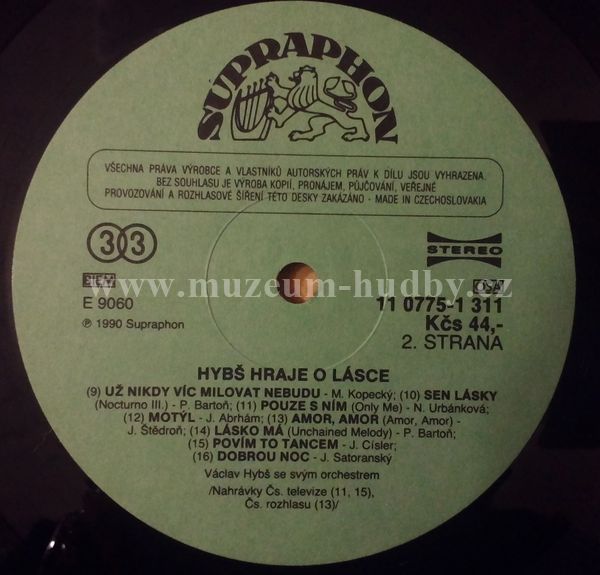 SUPRAPHON
VŠECHNA PRÁVA VÝROBCE A VLASTNÍKŮ AUTORSKÝCH PRÁV K DÍLU JSOU VYHRAZENA.
BEZ SOUHLASU JE VÝROBA KOPIÍ, PRONÁJEM, PŮJČOVÁNÍ, VEŘEJNÉ
PROVOZOVÁNÍ A ROZHLASOVÉ ŠÍŘENÍ TÉTO DESKY ZAKÁZÁNO - MADE IN CZECHOSLOVAKIA
33
STEREO
www.muzeum-hudby.cz
OSA
E 9060
11 0775-1 311
Kčs 44,-
℗ 1990 Supraphon
2. STRANA
HYBŠ HRAJE O LÁSCE
(9) UŽ NIKDY VÍC MILOVAT NEBUDU - M. Kopecký; (10) SEN LÁSKY
(Nocturno III.) - P. Bartoň; (11) POUZE S NÍM (Only Me) - N. Urbánková;
(12) MOTÝL - J. Abrhám; (13) AMOR, AMOR (Amor, Amor) -
J. Štědroň; (14) LÁSKO MÁ (Unchained Melody) - P. Bartoň;
(15) POVÍM TO TANCEM - J. Císler;
(16) DOBROU NOC - J. Satoranský
Václav Hybš se svým orchestrem
/Nahrávky Čs. televize (11, 15),
Čs. rozhlasu (13)/